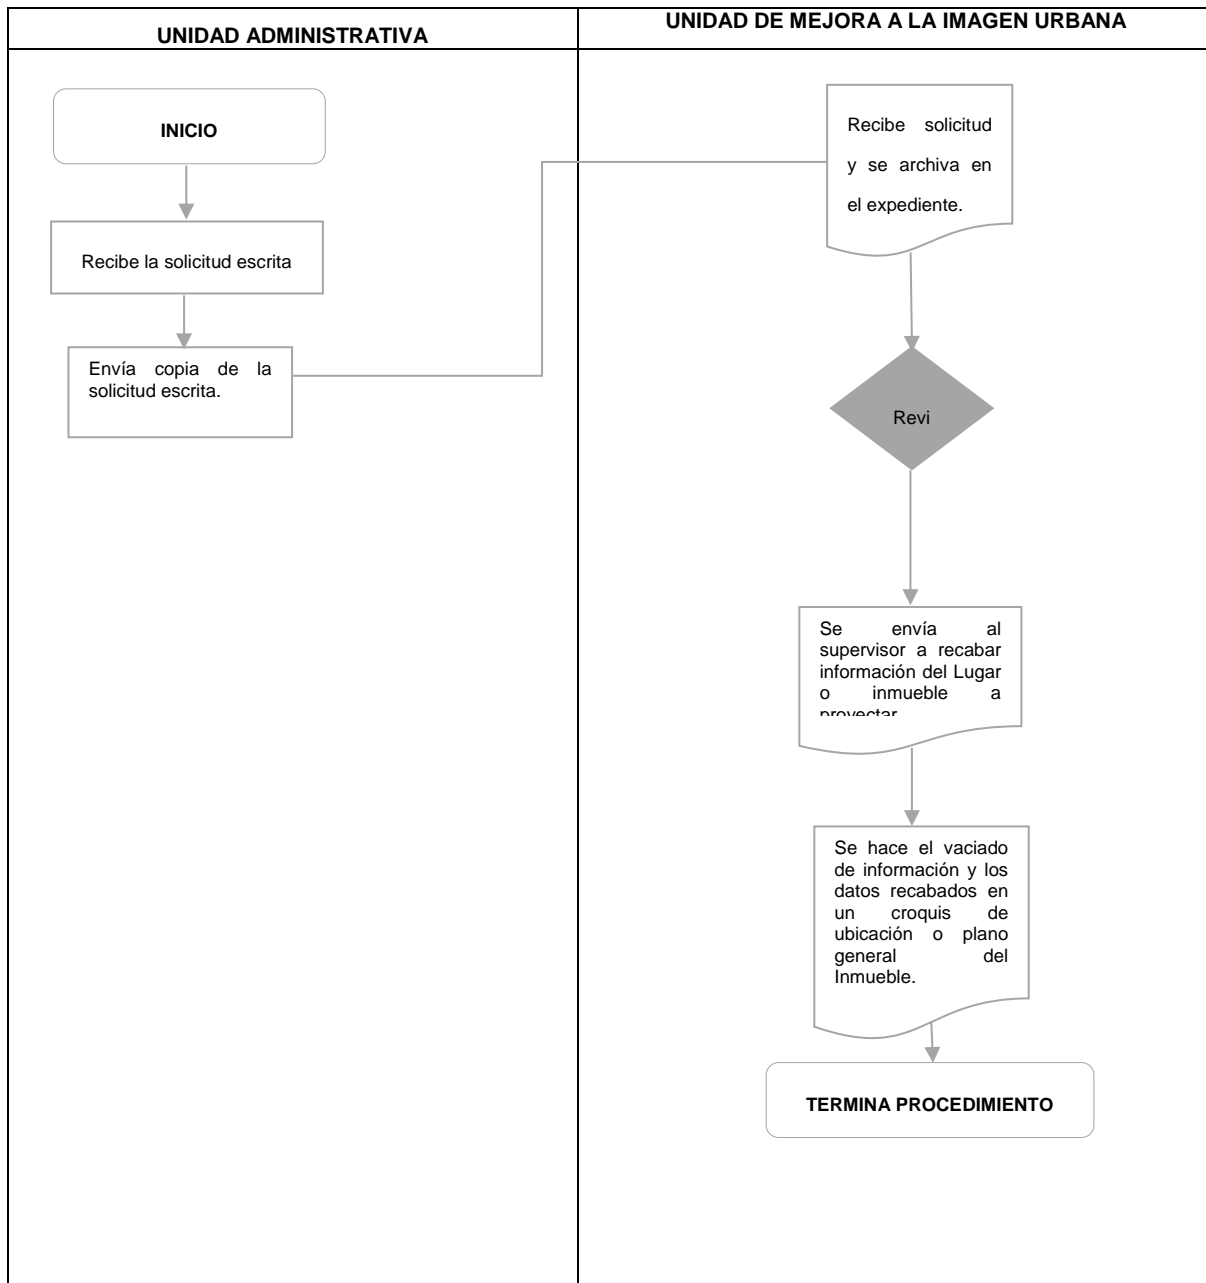 UNIDAD ADMINISTRATIVA
UNIDAD DE MEJORA A LA IMAGEN URBANA
INICIO
Recibe la solicitud escrita
Envía copia de la
solicitud escrita.
Recibe solicitud
y se archiva en
el expediente.
Revi
Se envía al
supervisor a recabar
información del Lugar
o inmueble a
proyectar
Se hace el vaciado
de información y los
datos recabados en
un croquis de
ubicación o plano
general del
Inmueble.
TERMINA PROCEDIMIENTO